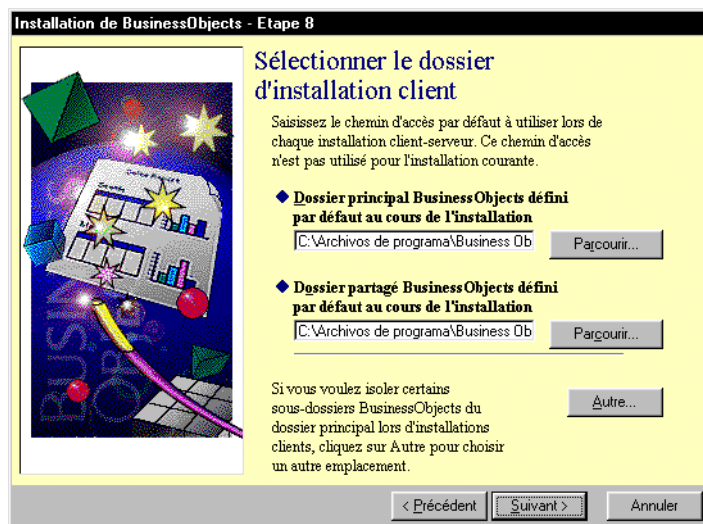 Installation de BusinessObjects - Etape 8
Sélectionner le dossier
d'installation client
Saisissez le chemin d'accès par défaut à utiliser lors de
chaque installation client-serveur. Ce chemin d'accès
n'est pas utilisé pour l'installation courante.
Dossier principal BusinessObjects défini
par défaut au cours de l'installation
C:\Archivos de programa\Business Ob
Parcourir...
Dossier partagé BusinessObjects défini
par défaut au cours de l'installation
C:\Archivos de programa\Business Ob
Parcourir...
Si vous voulez isoler certains
sous-dossiers BusinessObjects du
dossier principal lors d'installations
clients, cliquez sur Autre pour choisir
un autre emplacement.
Autre...
< Précédent
Suivant >
Annuler
BUSIN
OBJE